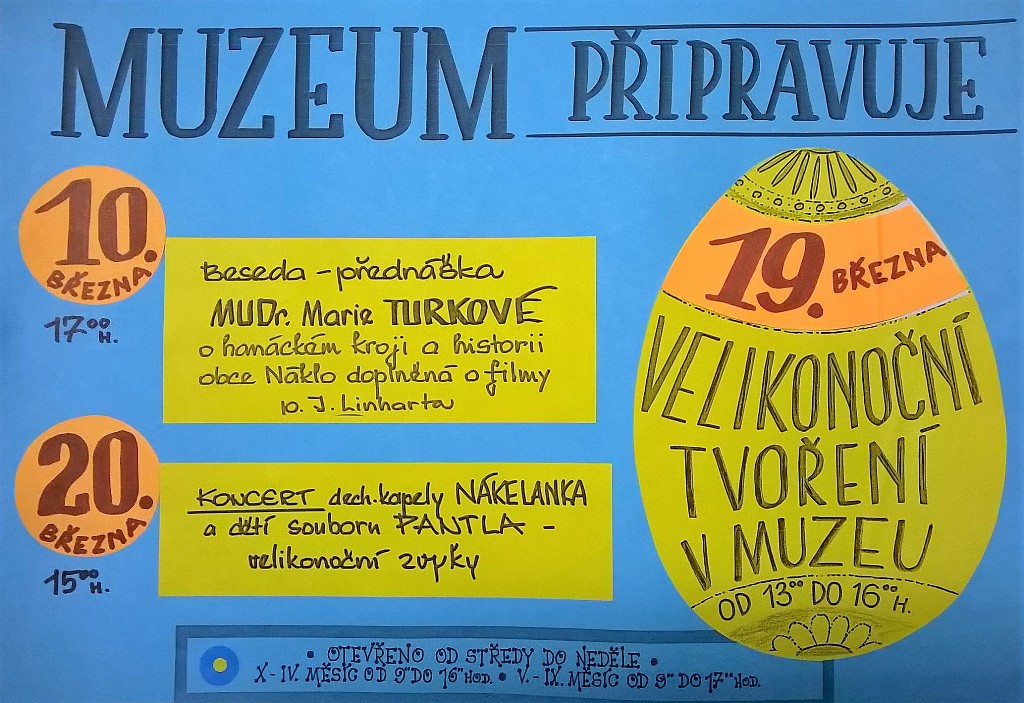 MUZEUM PŘIPRAVUJE
10.
BŘEZNA
17⁰⁰ H.
Beseda - přednáška
MUDr. Marie TURKOVÉ
o hanáckém kroji a historii
obce Náklo doplněná o filmy
p. J. Linharta
20.
BŘEZNA
15⁰⁰ H.
KONCERT dech. kapely NÁKELANKA
a dětí souboru PANTLA -
velikonoční zvyky
19. BŘEZNA
VELIKONOČNÍ
TVOŘENÍ
V MUZEU
OD 13⁰⁰ DO 16⁰⁰ H.
• OTEVŘENO OD STŘEDY DO NEDĚLE •
X - IV. MĚSÍC OD 9⁰⁰ DO 16⁰⁰ HOD. • V. - IX. MĚSÍC OD 9⁰⁰ DO 17⁰⁰ HOD.